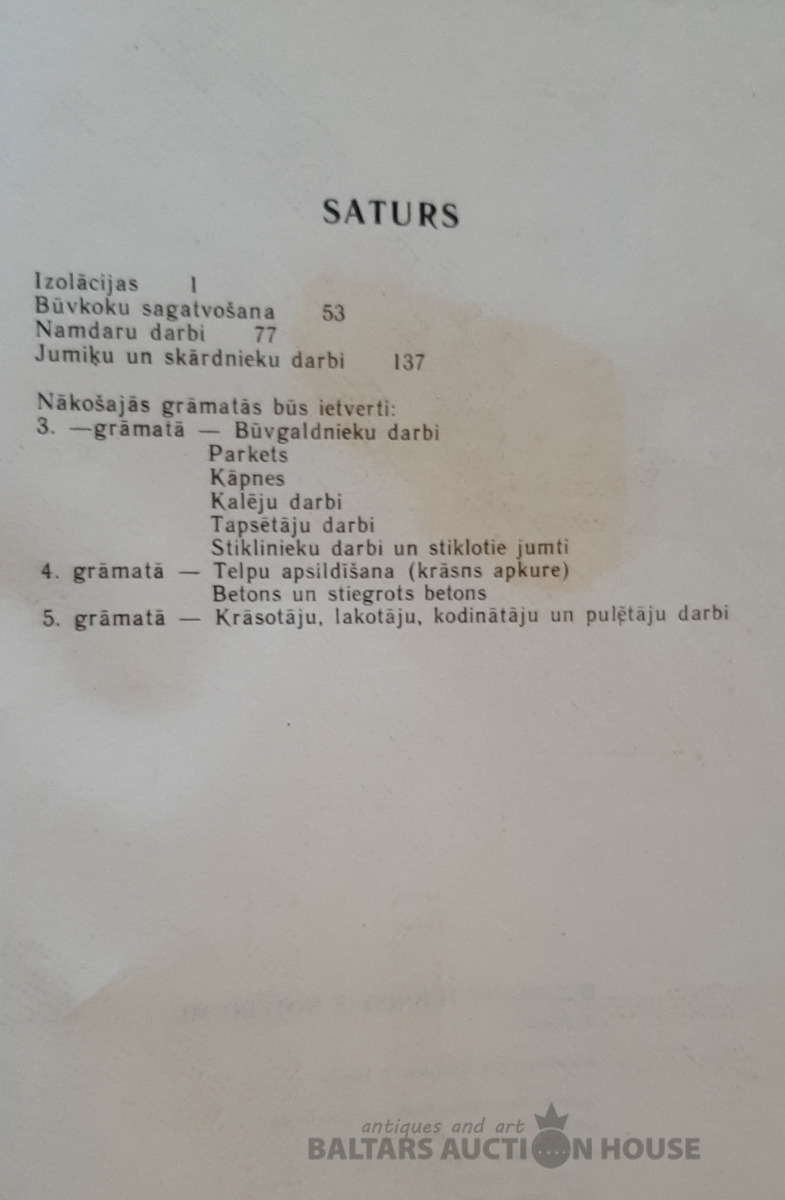 SATURS
Izolācijas 1
Būvkoku sagatvošana 53
Namdaru darbi 77
Jumiķu un skārdnieku darbi 137
Nākošajās grāmatās būs ietverti:
3. —grāmatā — Būvgaldnieku darbi
Parkets
Kāpnes
Kalēju darbi
Tapsētāju darbi
Stiklinieku darbi un stiklotie jumti
4. grāmatā — Telpu apsildīšana (krāsns apkure)
Betons un stiegrots betons
5. grāmatā — Krāsotāju, lakotāju, kodinātāju un pulētāju darbi
antiques and art
BALTARS AUCTION HOUSE